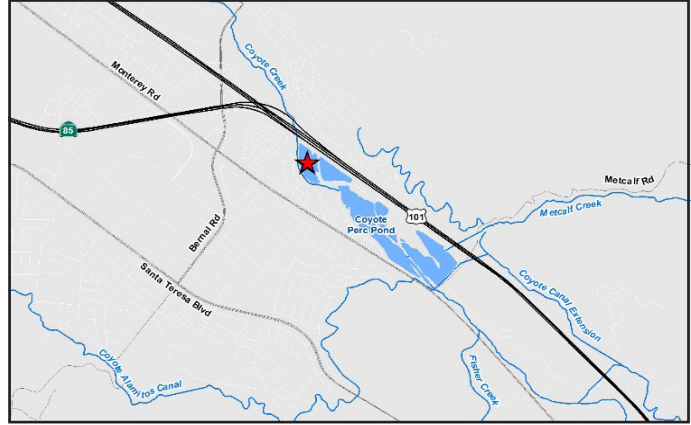 Coyote Creek
Monterey Rd
85
Metcalf Rd
Metcalf Creek
101
Coyote
Perc Pond
Bernal Rd
Santa Teresa Blvd
Coyote Canal Extension
Coyote Alamitos Canal
Fisher Creek